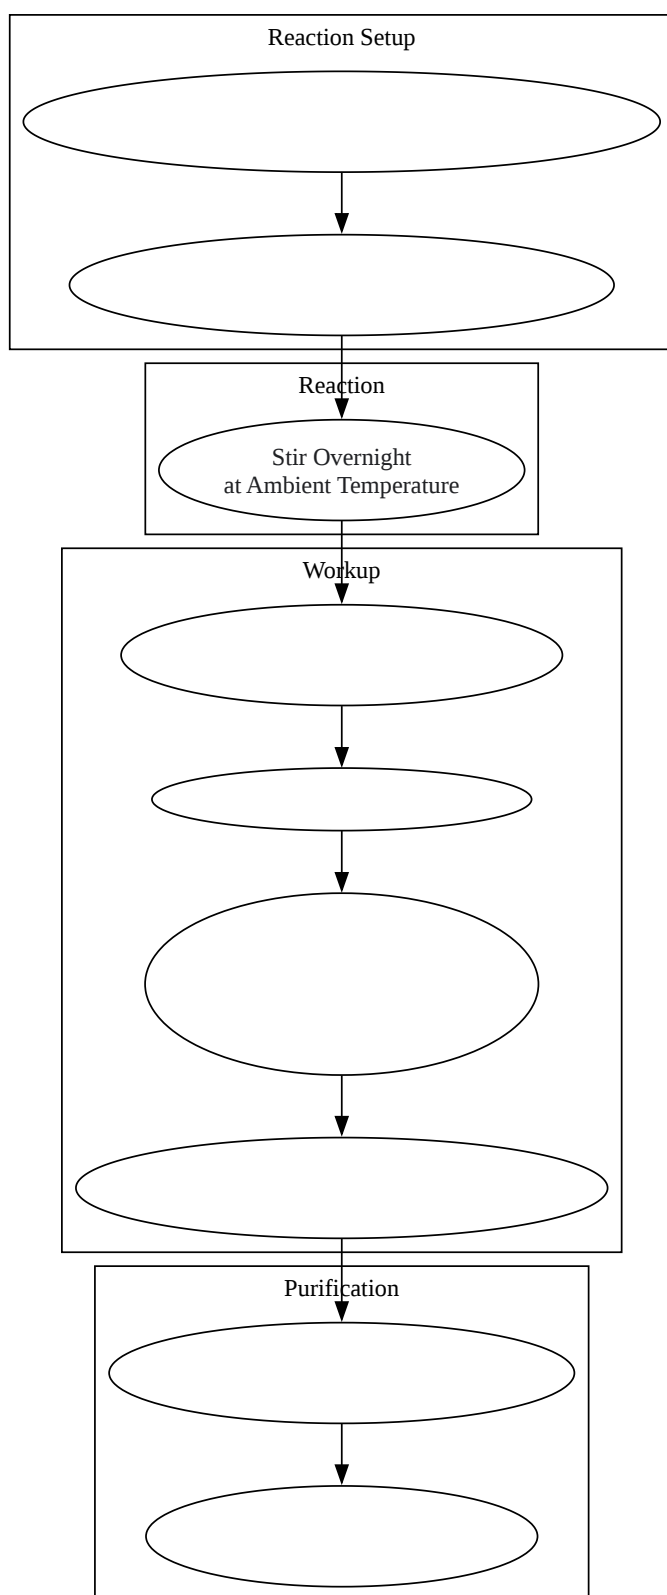 Reaction Setup
Reaction
Stir Overnight
at Ambient Temperature
Workup
Purification